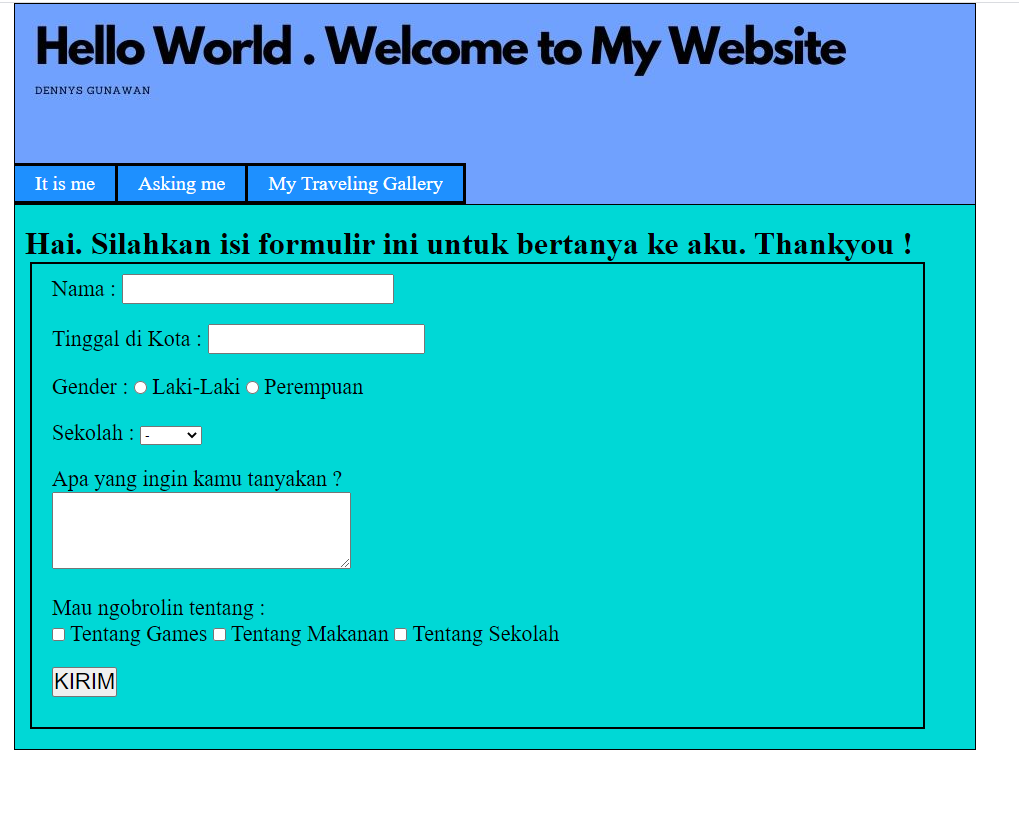 Hello World . Welcome to My Website
DENNYS GUNAWAN
It is me Asking me My Traveling Gallery
Hai. Silahkan isi formulir ini untuk bertanya ke aku. Thankyou !
Nama :
Tinggal di Kota :
Gender : Laki-Laki Perempuan
Sekolah : -
Apa yang ingin kamu tanyakan ?
Mau ngobrolin tentang :
Tentang Games Tentang Makanan Tentang Sekolah
KIRIM